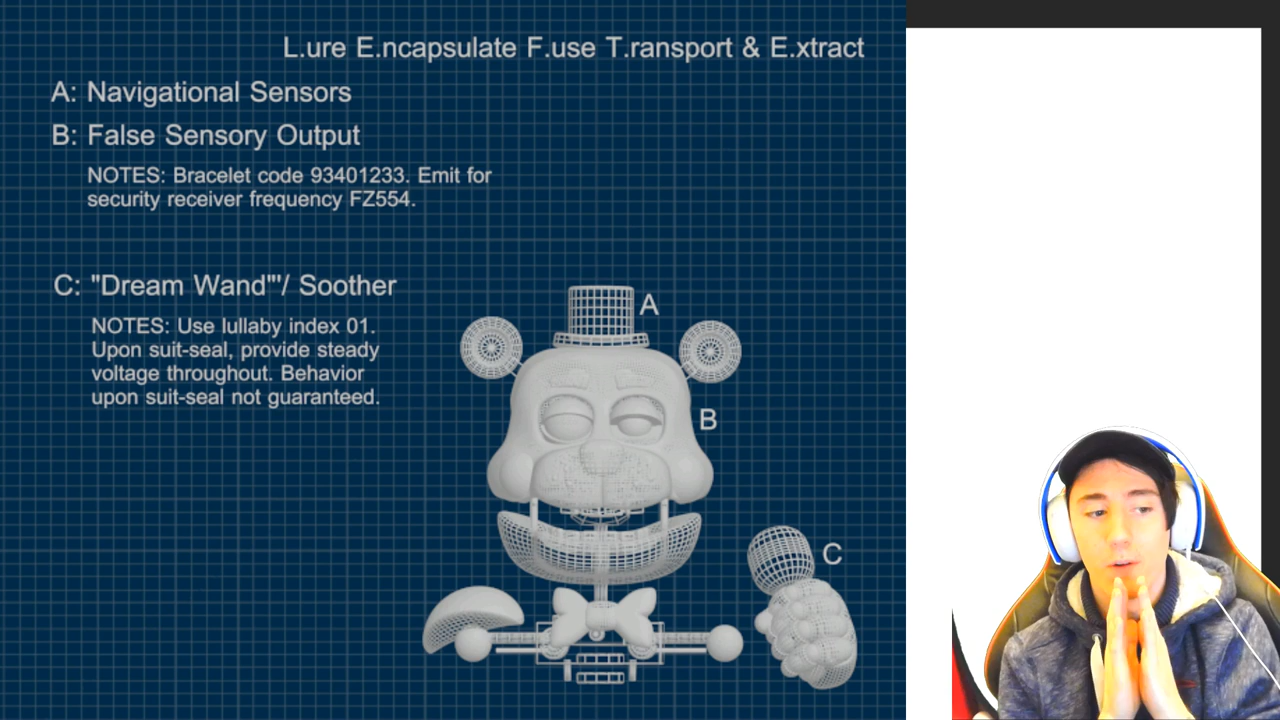 L.ure E.ncapsulate F.use T.ransport & E.xtract
A: Navigational Sensors
B: False Sensory Output
NOTES: Bracelet code 93401233. Emit for
security receiver frequency FZ554.
C: "Dream Wand""/ Soother
NOTES: Use lullaby index 01.
Upon suit-seal, provide steady
voltage throughout. Behavior
upon suit-seal not guaranteed.
A
B
C